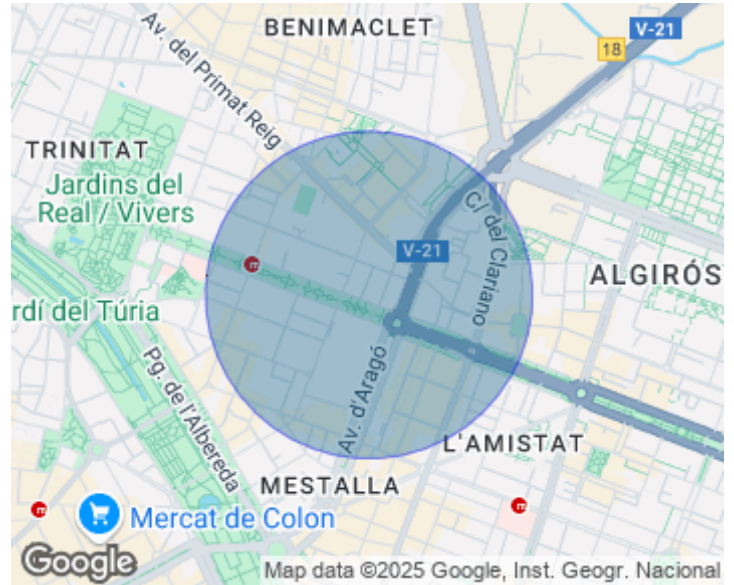 BENIMACLET
V-21
18
Av. del Primat Reig
TRINITAT
Jardins del
Real / Vivers
C/ del Clariano
V-21
ALGIRÓS
rdí del Túria
Pg. de l'Albereda
Av. d'Aragó
L'AMISTAT
MESTALLA
Mercat de Colon
Google
Map data ©2025 Google, Inst. Geogr. Nacional